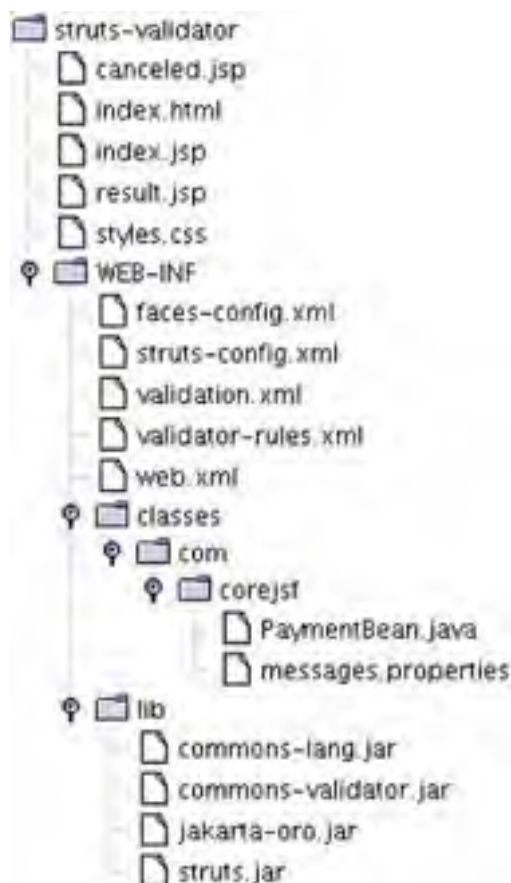 struts-validator
canceled.jsp
index.html
index.jsp
result.jsp
styles.css
WEB-INF
faces-config.xml
struts-config.xml
validation.xml
validator-rules.xml
web.xml
classes
com
corejsf
PaymentBean.java
messages.properties
lib
commons-lang.jar
commons-validator.jar
jakarta-oro.jar
struts.jar